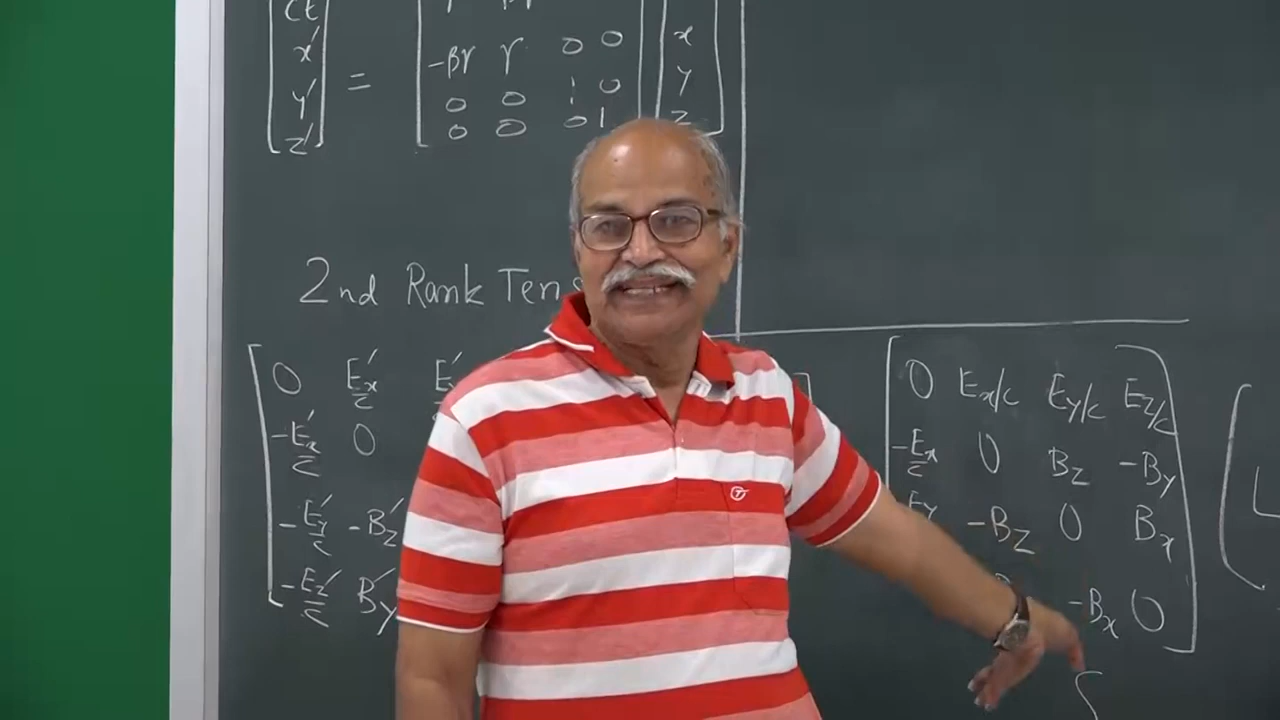 ct′
x′ = -βγ γ 0 0 x
y′ 0 0 1 0 y
z′ 0 0 0 1 z
2nd Rank Tens
0 E′x/c E′
-E′x/c 0
-E′y/c -B′z
-E′z/c B′y
0 Ex/c Ey/c Ez/c
-Ex/c 0 Bz -By
-Bz 0 Bx
-Bx 0
L
S